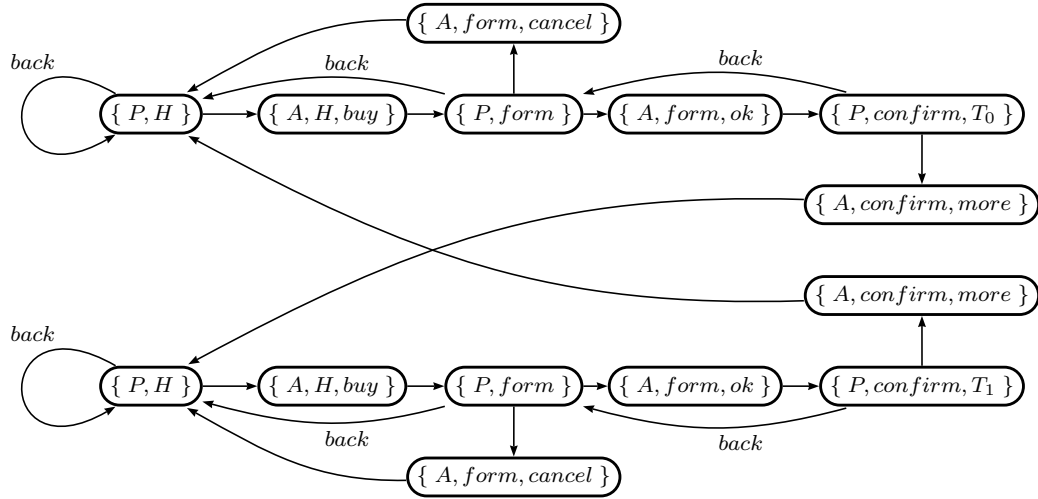 { A, form, cancel }
back
back
back
{ P, H }
{ A, H, buy }
{ P, form }
{ A, form, ok }
{ P, confirm, T₀ }
{ A, confirm, more }
{ A, confirm, more }
back
{ P, H }
{ A, H, buy }
{ P, form }
{ A, form, ok }
{ P, confirm, T₁ }
back
back
{ A, form, cancel }